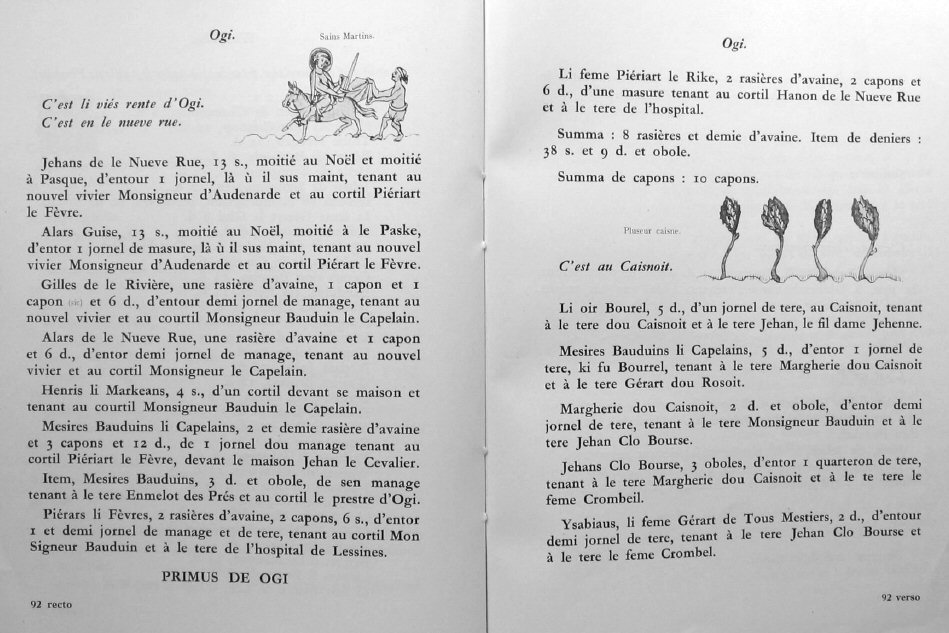 Ogi.
Sains Martins.
C'est li viés rente d'Ogi.
C'est en le nueve rue.
Jehans de le Nueve Rue, 13 s., moitié au Noël et moitié
à Pasque, d'entour 1 jornel, là ù il sus maint, tenant au
nouvel vivier Monsigneur d'Audenarde et au cortil Piériart
le Fèvre.
Alars Guise, 13 s., moitié au Noël, moitié à le Paske,
d'entor 1 jornel de masure, là ù il sus maint, tenant au nouvel
vivier Monsigneur d'Audenarde et au cortil Piérart le Fèvre.
Gilles de le Rivière, une rasière d'avaine, 1 capon et 1
capon (sic) et 6 d., d'entour demi jornel de manage, tenant au
nouvel vivier et au courtil Monsigneur Bauduin le Capelain.
Alars de le Nueve Rue, une rasière d'avaine et 1 capon
et 6 d., d'entor demi jornel de manage, tenant au nouvel
vivier et au cortil Monsigneur le Capelain.
Henris li Markeans, 4 s., d'un cortil devant se maison et
tenant au courtil Monsigneur Bauduin le Capelain.
Mesires Bauduins li Capelains, 2 et demie rasière d'avaine
et 3 capons et 12 d., de 1 jornel dou manage tenant au
cortil Piériart le Fèvre, devant le maison Jehan le Cevalier.
Item, Mesires Bauduins, 3 d. et obole, de sen manage
tenant à le tere Enmelot des Prés et au cortil le prestre d'Ogi.
Piérars li Fèvres, 2 rasières d'avaine, 2 capons, 6 s., d'entor
1 et demi jornel de manage et de tere, tenant au cortil Mon
Signeur Bauduin et à le tere de l'hospital de Lessines.
PRIMUS DE OGI
92 recto
Ogi.
Li feme Piériart le Rike, 2 rasières d'avaine, 2 capons et
6 d., d'une masure tenant au cortil Hanon de le Nueve Rue
et à le tere de l'hospital.
Summa : 8 rasières et demie d'avaine. Item de deniers :
38 s. et 9 d. et obole.
Summa de capons : 10 capons.
Pluseur caisne.
C'est au Caisnoit.
Li oir Bourel, 5 d., d'un jornel de tere, au Caisnoit, tenant
à le tere dou Caisnoit et à le tere Jehan, le fil dame Jehenne.
Mesires Bauduins li Capelains, 5 d., d'entor 1 jornel de
tere, ki fu Bourrel, tenant à le tere Margherie dou Caisnoit
et à le tere Gérart dou Rosoit.
Margherie dou Caisnoit, 2 d. et obole, d'entor demi
jornel de tere, tenant à le tere Monsigneur Bauduin et à le
tere Jehan Clo Bourse.
Jehans Clo Bourse, 3 oboles, d'entor 1 quarteron de tere,
tenant à le tere Margherie dou Caisnoit et à le te tere le
feme Crombeil.
Ysabiaus, li feme Gérart de Tous Mestiers, 2 d., d'entour
demi jornel de tere, tenant à le tere Jehan Clo Bourse et
à le tere le feme Crombel.
92 verso